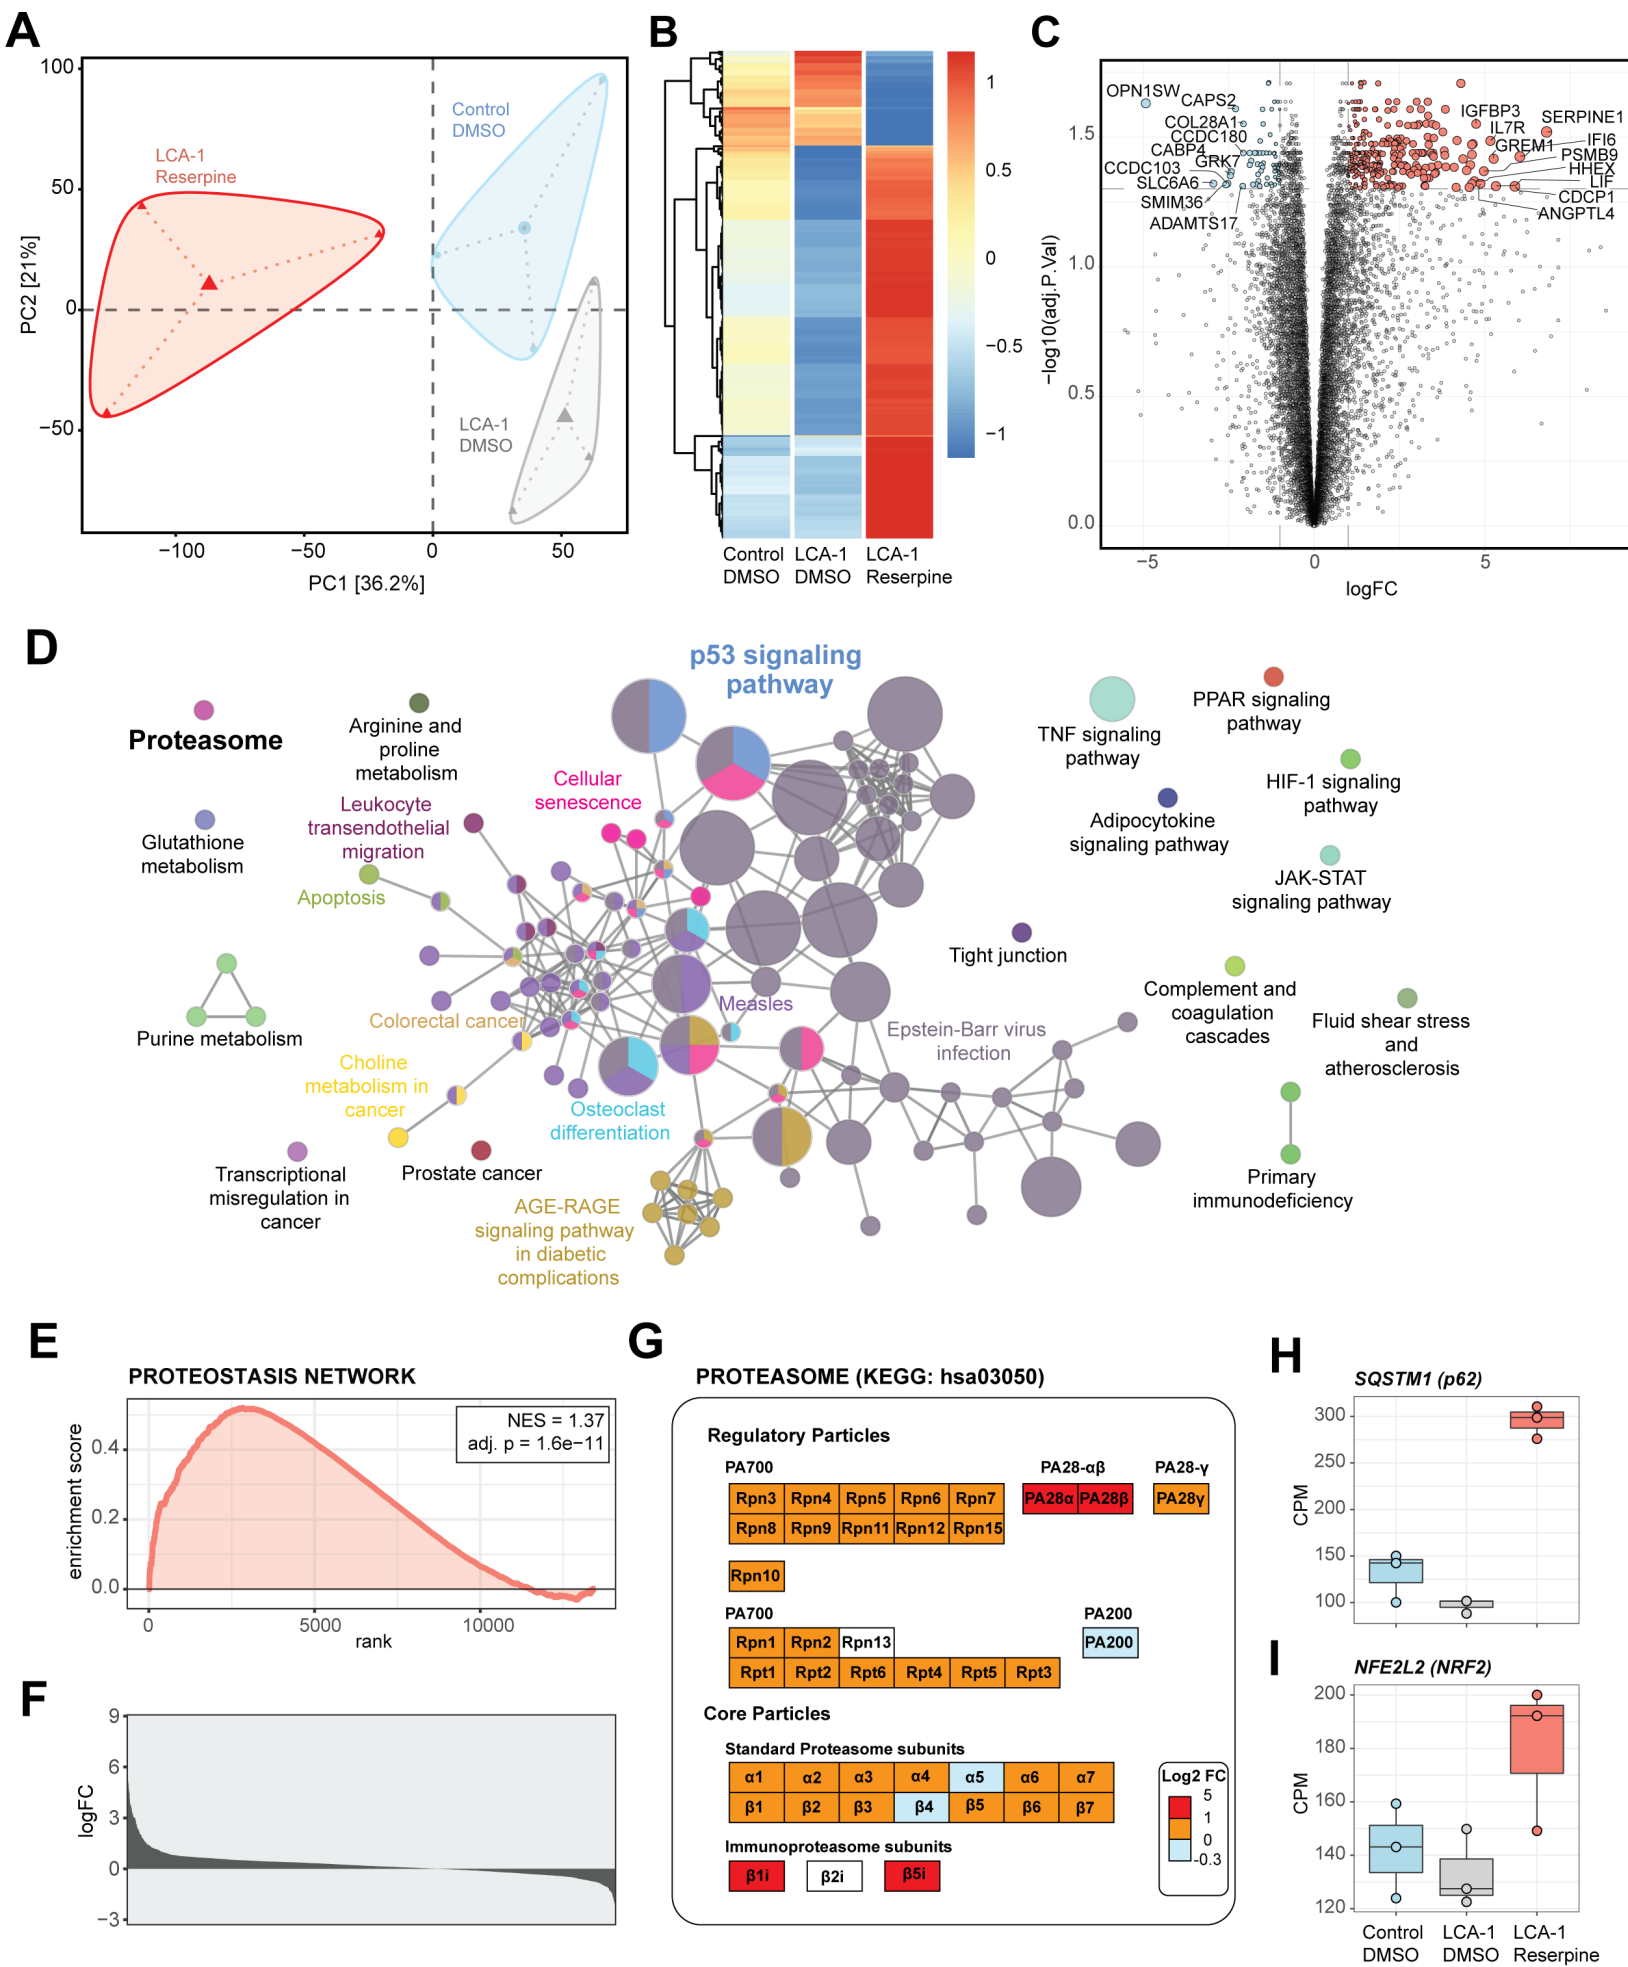 A
100
50
0
−50
−100
−50
0
50
PC2 [21%]
PC1 [36.2%]
LCA-1
Reserpine
Control
DMSO
LCA-1
DMSO
B
1
0.5
0
−0.5
−1
Control
DMSO
LCA-1
DMSO
LCA-1
Reserpine
C
OPN1SW
CAPS2
COL28A1
CCDC180
CABP4
GRK7
CCDC103
SLC6A6
SMIM36
ADAMTS17
IGFBP3
SERPINE1
IL7R
GREM1
IFI6
PSMB9
HHEX
LIF
CDCP1
ANGPTL4
1.5
1.0
0.5
0.0
−log10(adj.P.Val)
−5
0
5
logFC
D
p53 signaling
pathway
Proteasome
Arginine and
proline
metabolism
Cellular
senescence
Leukocyte
transendothelial
migration
Glutathione
metabolism
Apoptosis
TNF signaling
pathway
PPAR signaling
pathway
HIF-1 signaling
pathway
Adipocytokine
signaling pathway
JAK-STAT
signaling pathway
Tight junction
Purine metabolism
Colorectal cancer
Measles
Choline
metabolism in
cancer
Epstein-Barr virus
infection
Complement and
coagulation
cascades
Fluid shear stress
and
atherosclerosis
Osteoclast
differentiation
Transcriptional
misregulation in
cancer
Prostate cancer
AGE-RAGE
signaling pathway
in diabetic
complications
Primary
immunodeficiency
E
PROTEOSTASIS NETWORK
NES = 1.37
adj. p = 1.6e−11
0.4
0.2
0.0
enrichment score
0
5000
10000
rank
F
9
6
3
0
−3
logFC
G
PROTEASOME (KEGG: hsa03050)
Regulatory Particles
PA700
PA28-αβ
PA28-γ
Rpn3 Rpn4 Rpn5 Rpn6 Rpn7
PA28α PA28β
PA28γ
Rpn8 Rpn9 Rpn11 Rpn12 Rpn15
Rpn10
PA700
PA200
Rpn1 Rpn2 Rpn13
PA200
Rpt1 Rpt2 Rpt6 Rpt4 Rpt5 Rpt3
Core Particles
Standard Proteasome subunits
α1 α2 α3 α4 α5 α6 α7
β1 β2 β3 β4 β5 β6 β7
Immunoproteasome subunits
β1i β2i β5i
Log2 FC
5
1
0
-0.3
H
SQSTM1 (p62)
300
250
200
150
100
CPM
I
NFE2L2 (NRF2)
200
180
160
140
120
CPM
Control
DMSO
LCA-1
DMSO
LCA-1
Reserpine